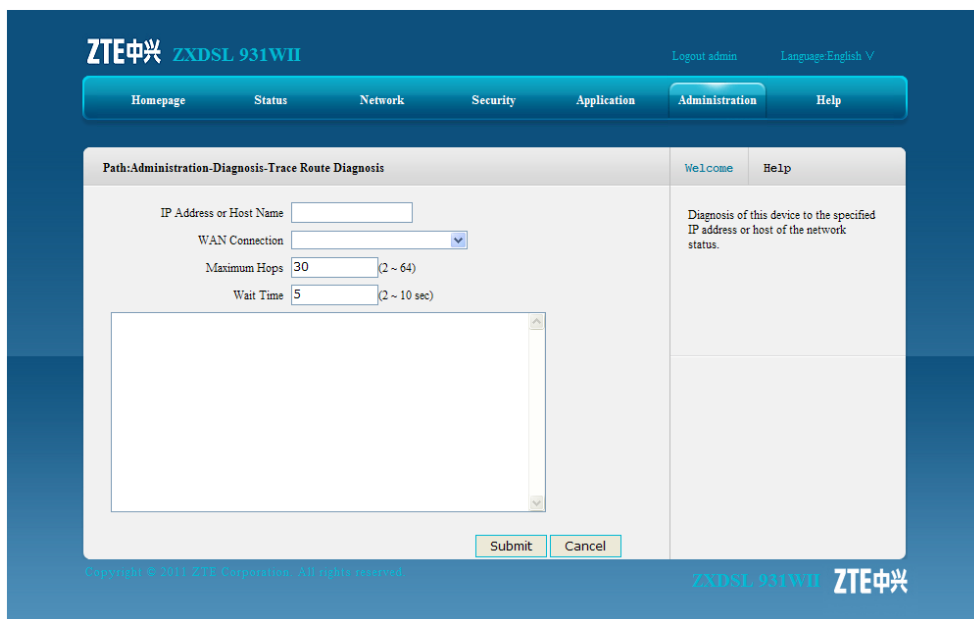 ZTE中兴 ZXDSL 931WII
Logout admin Language:English V
Homepage Status Network Security Application Administration Help
Path:Administration-Diagnosis-Trace Route Diagnosis
Welcome Help
IP Address or Host Name
WAN Connection
Maximum Hops 30 (2 ~ 64)
Wait Time 5 (2 ~ 10 sec)
Diagnosis of this device to the specified
IP address or host of the network
status.
Submit Cancel
Copyright © 2011 ZTE Corporation. All rights reserved.
ZXDSL 931WII ZTE中兴